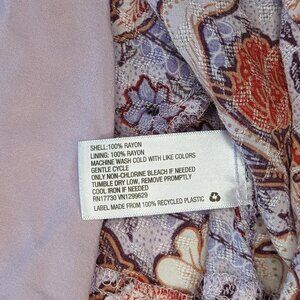 SHELL:100% RAYON
LINING: 100% RAYON
MACHINE WASH COLD WITH LIKE COLORS
GENTLE CYCLE
ONLY NON-CHLORINE BLEACH IF NEEDED
TUMBLE DRY LOW, REMOVE PROMPTLY
COOL IRON IF NEEDED
RN17730 VN1299629
LABEL MADE FROM 100% RECYCLED PLASTIC